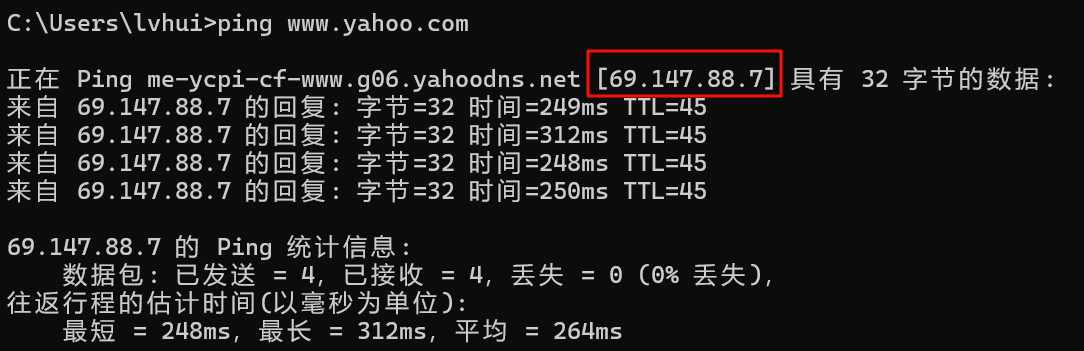 C:\Users\lvhui>ping www.yahoo.com
正在 Ping me-ycpi-cf-www.g06.yahoodns.net [69.147.88.7] 具有 32 字节的数据:
来自 69.147.88.7 的回复: 字节=32 时间=249ms TTL=45
来自 69.147.88.7 的回复: 字节=32 时间=312ms TTL=45
来自 69.147.88.7 的回复: 字节=32 时间=248ms TTL=45
来自 69.147.88.7 的回复: 字节=32 时间=250ms TTL=45
69.147.88.7 的 Ping 统计信息:
数据包: 已发送 = 4，已接收 = 4，丢失 = 0 (0% 丢失)，
往返行程的估计时间(以毫秒为单位):
最短 = 248ms，最长 = 312ms，平均 = 264ms